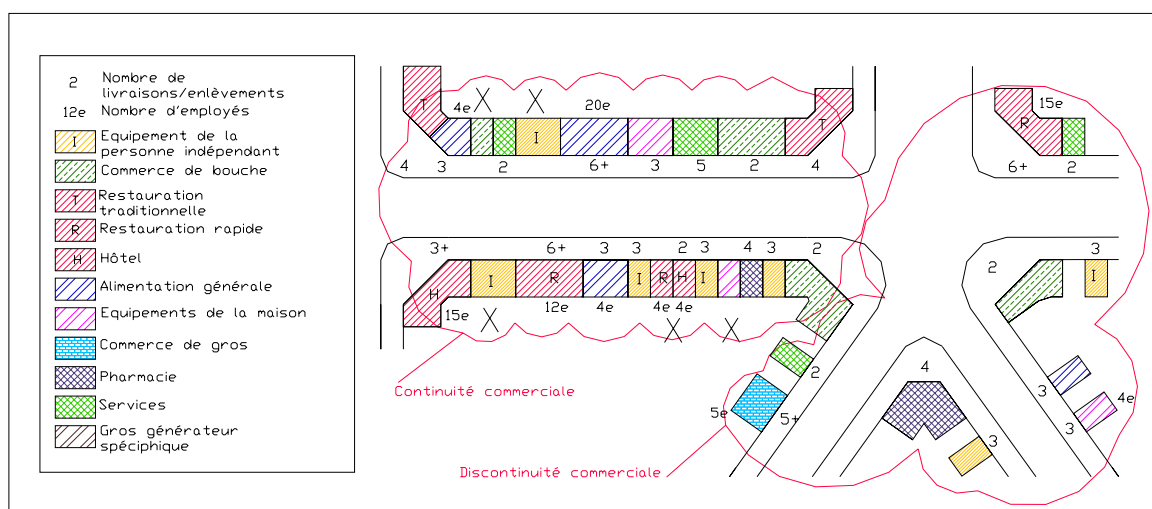 2 Nombre de
livraisons/enlèvements
12e Nombre d'employés
I Equipement de la
personne indépendant
Commerce de bouche
T Restauration
traditionnelle
R Restauration rapide
H Hôtel
Alimentation générale
Equipements de la maison
Commerce de gros
Pharmacie
Services
Gros générateur
spéciphique
4e X X 20e
T I T
4 3 2 6+ 3 5 2 4
15e
R
6+ 2
3+ 6+ 3 3 2 3 4 3 2
H I R I R H I
15e X 12e 4e 4e 4e X X
2 3
I
Continuité commerciale
2
5e 5+
4
3
3 4e
3
Discontinuité commerciale